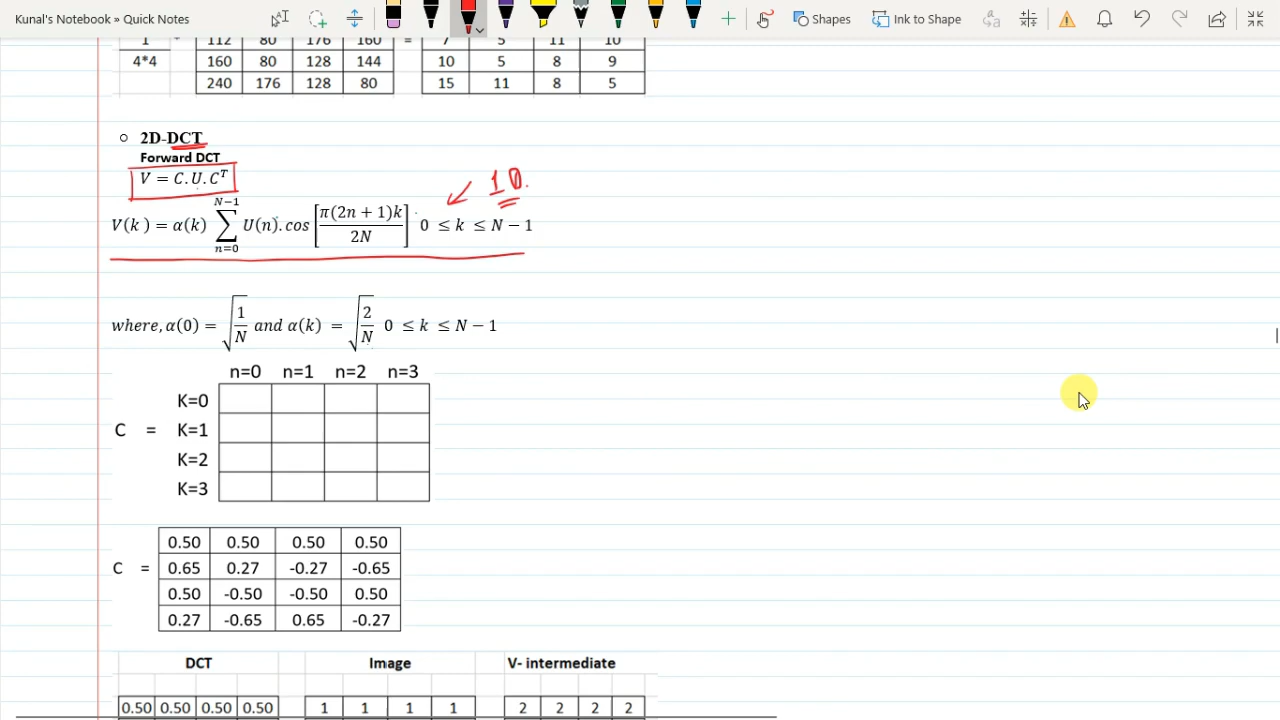 Kunal's Notebook » Quick Notes
Shapes
Ink to Shape
1 * 112 80 176 160 = 7 5 11 10
4*4 160 80 128 144 10 5 8 9
240 176 128 80 15 11 8 5
○ 2D-DCT
Forward DCT
V = C.U.Cᵀ
10.
V(k) = α(k) ∑_{n=0}^{N−1} U(n).cos[π(2n + 1)k / 2N] 0 ≤ k ≤ N − 1
where, α(0) = √(1/N) and α(k) = √(2/N) 0 ≤ k ≤ N − 1
n=0 n=1 n=2 n=3
C = K=0
K=1
K=2
K=3
C = 0.50 0.50 0.50 0.50
0.65 0.27 -0.27 -0.65
0.50 -0.50 -0.50 0.50
0.27 -0.65 0.65 -0.27
DCT Image V- intermediate
0.50 0.50 0.50 0.50 1 1 1 1 2 2 2 2